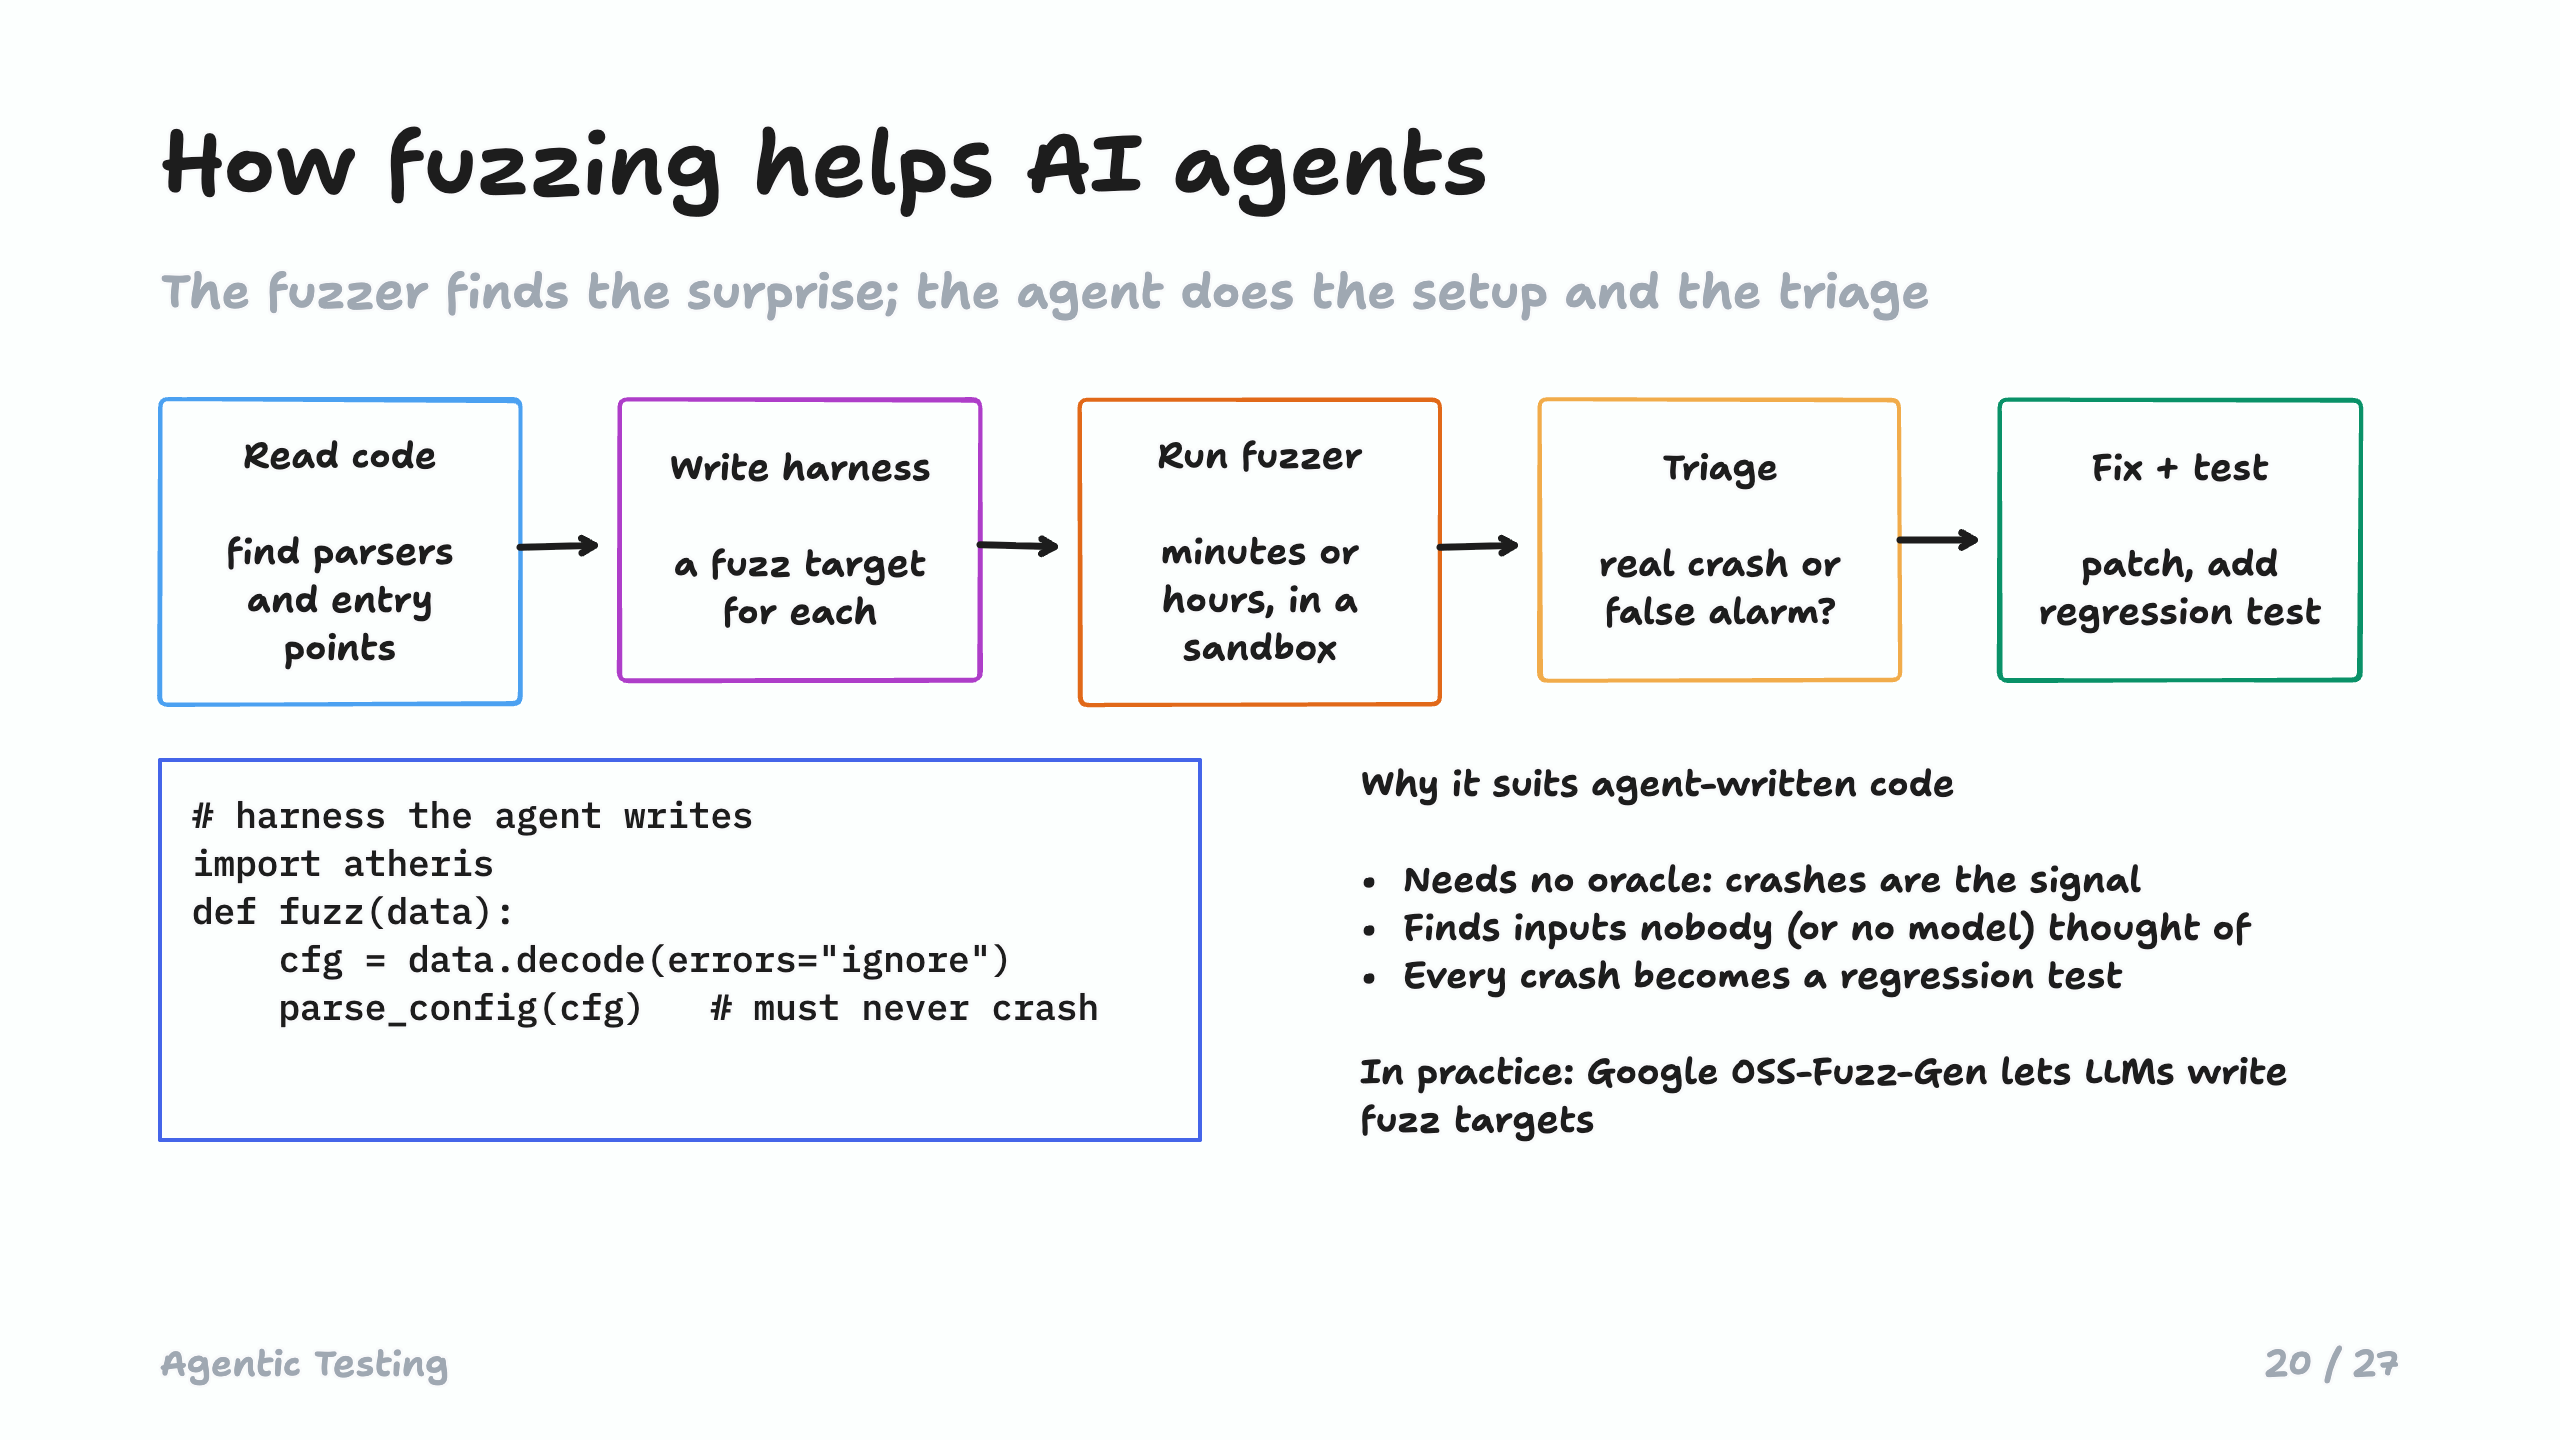 How fuzzing helps AI agents
The fuzzer finds the surprise; the agent does the setup and the triage
Read code
find parsers
and entry
points
Write harness
a fuzz target
for each
Run fuzzer
minutes or
hours, in a
sandbox
Triage
real crash or
false alarm?
Fix + test
patch, add
regression test
# harness the agent writes
import atheris
def fuzz(data):
    cfg = data.decode(errors="ignore")
    parse_config(cfg)   # must never crash
Why it suits agent-written code
• Needs no oracle: crashes are the signal
• Finds inputs nobody (or no model) thought of
• Every crash becomes a regression test
In practice: Google OSS-Fuzz-Gen lets LLMs write
fuzz targets
Agentic Testing
20 / 27